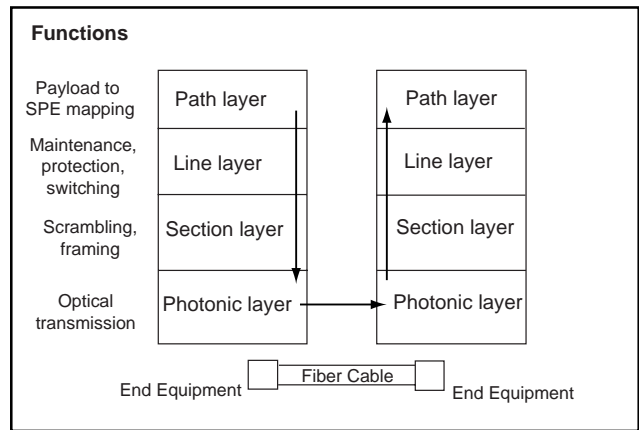 Functions
Payload to
SPE mapping
Path layer
Path layer
Maintenance,
protection,
switching
Line layer
Line layer
Scrambling,
framing
Section layer
Section layer
Optical
transmission
Photonic layer
Photonic layer
Fiber Cable
End Equipment
End Equipment